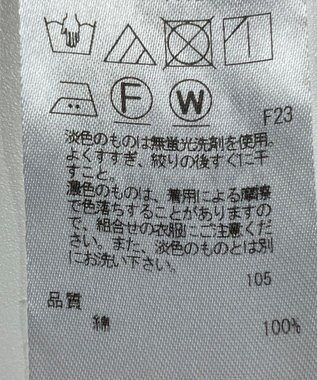 F
W
F23
淡色のものは無蛍光洗剤を使用。
よくすすぎ、絞りの後すぐに干
すこと。
濃色のものは、着用による摩擦
で色落ちすることがありますの
で、組合せの衣服にご注意くだ
さい。また、淡色のものとは別
にお洗い下さい。
105
品質
綿 100%